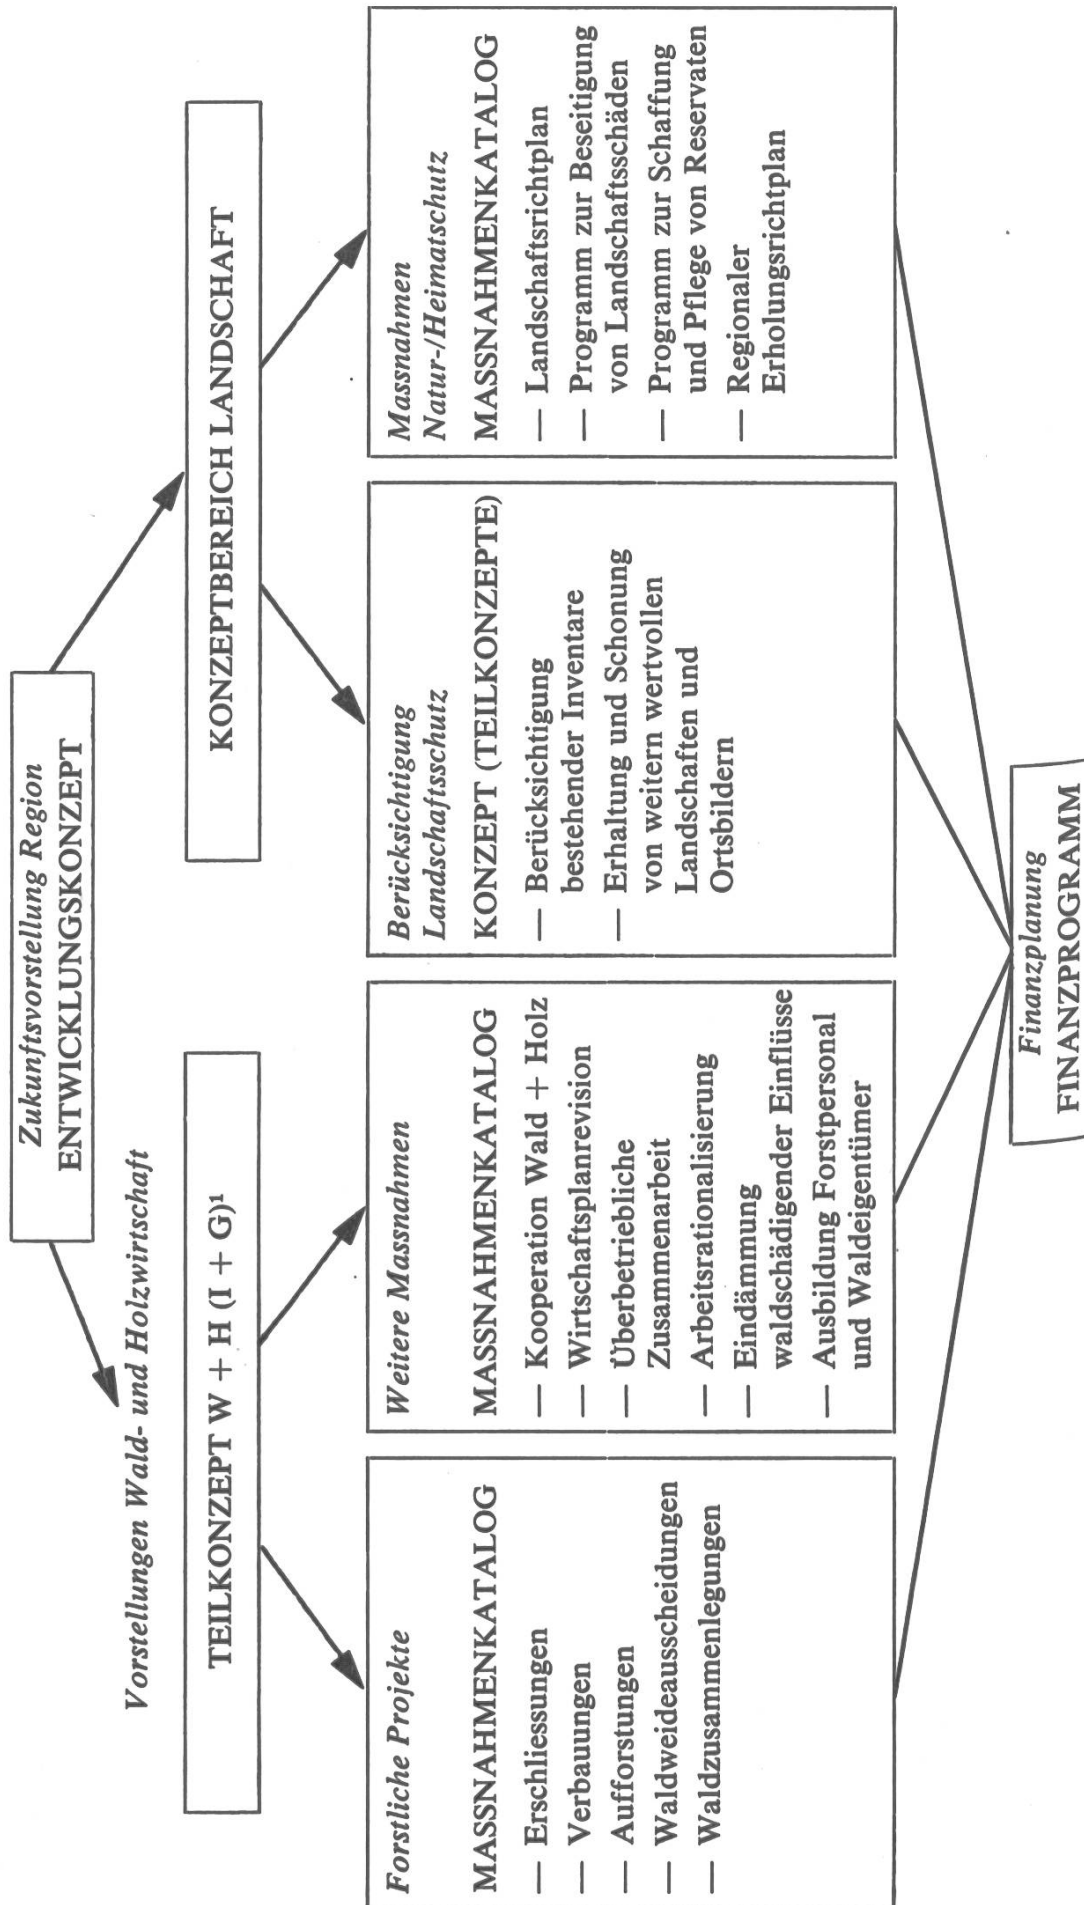 Zukunftsvorstellung Region
ENTWICKLUNGSKONZEPT
Vorstellungen Wald- und Holzwirtschaft
TEILKONZEPT W + H (I + G)¹
KONZEPTBEREICH LANDSCHAFT
Forstliche Projekte
MASSNAHMENKATALOG
— Erschliessungen
— Verbauungen
— Aufforstungen
— Waldweideausscheidungen
— Waldzusammenlegungen
Weitere Massnahmen
MASSNAHMENKATALOG
— Kooperation Wald + Holz
— Wirtschaftsplanrevision
— Überbetriebliche
Zusammenarbeit
— Arbeitsrationalisierung
— Eindämmung
waldschädigender Einflüsse
— Ausbildung Forstpersonal
und Waldeigentümer
Berücksichtigung
Landschaftsschutz
KONZEPT (TEILKONZEPTE)
— Berücksichtigung
bestehender Inventare
— Erhaltung und Schonung
von weitern wertvollen
Landschaften und
Ortsbildern
Massnahmen
Natur-/Heimatschutz
MASSNAHMENKATALOG
— Landschaftsrichtplan
— Programm zur Beseitigung
von Landschaftsschäden
— Programm zur Schaffung
und Pflege von Reservaten
— Regionaler
Erholungsrichtplan
Finanzplanung
FINANZPROGRAMM